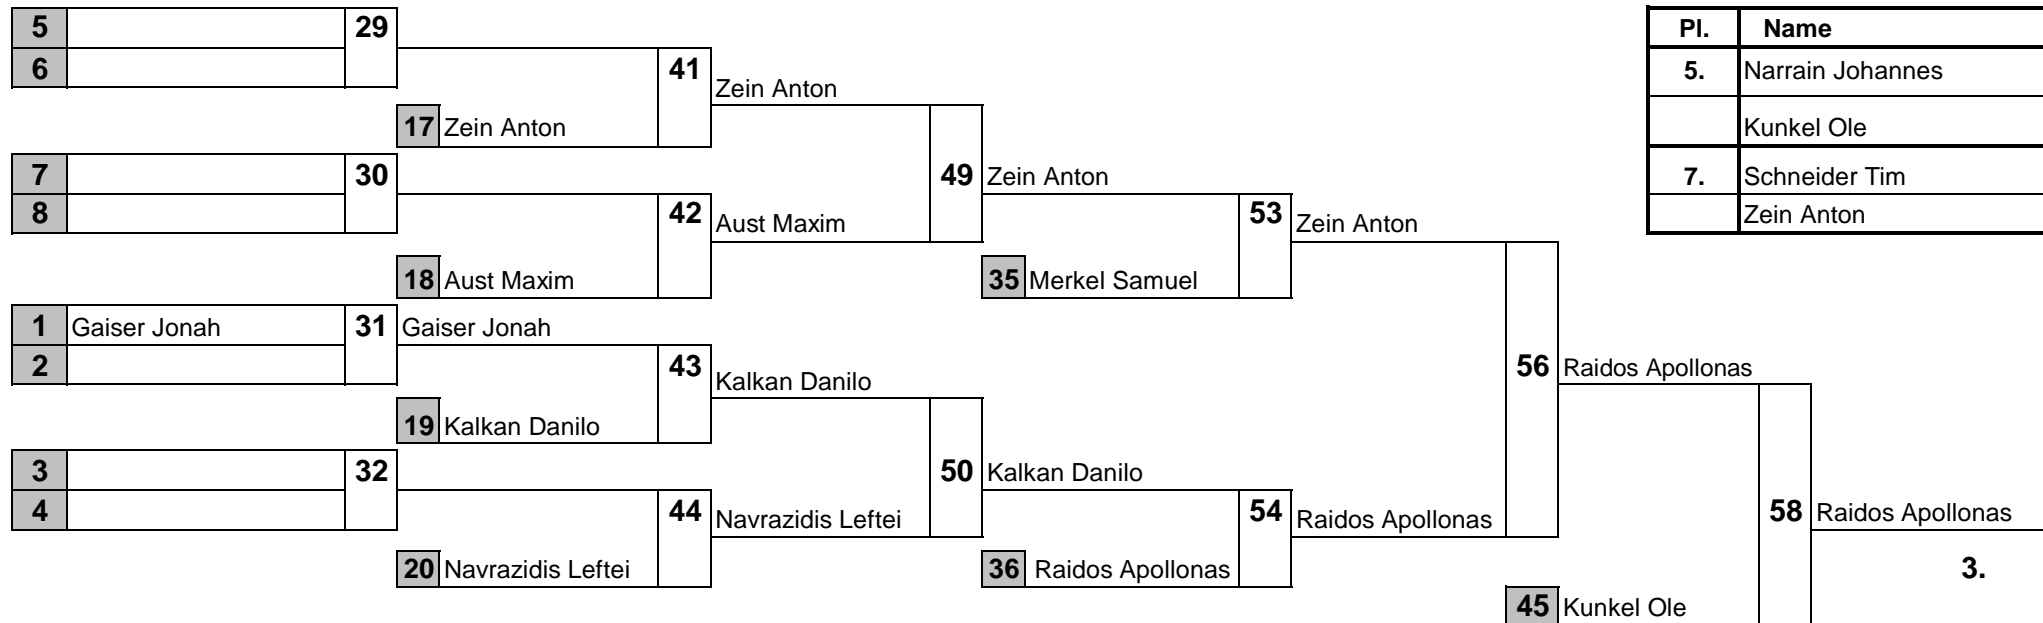 5 29 Pl. Name
6 41 5. Narrain Johannes
Zein Anton
17 Zein Anton Kunkel Ole
7 30 49 Zein Anton 7. Schneider Tim
8 42 Aust Maxim 53 Zein Anton Zein Anton
18 Aust Maxim 35 Merkel Samuel
1 Gaiser Jonah 31 Gaiser Jonah
2 43 Kalkan Danilo 56 Raidos Apollonas
19 Kalkan Danilo
3 32 50 Kalkan Danilo
4 44 Navrazidis Leftei 54 Raidos Apollonas 58 Raidos Apollonas
20 Navrazidis Leftei 36 Raidos Apollonas 3.
45 Kunkel Ole